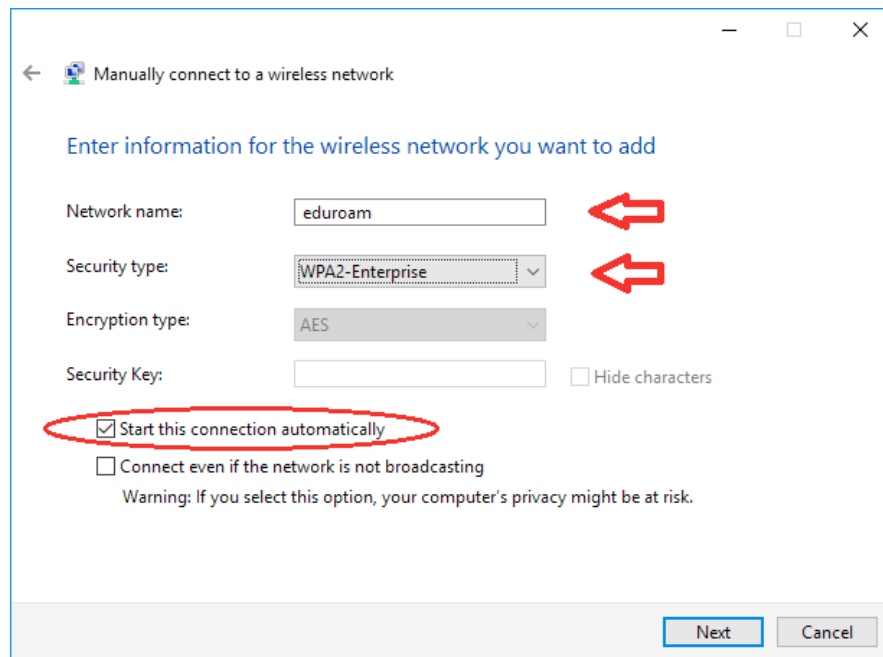 Manually connect to a wireless network
Enter information for the wireless network you want to add
Network name: eduroam
Security type: WPA2-Enterprise
Encryption type: AES
Security Key: Hide characters
Start this connection automatically
Connect even if the network is not broadcasting
Warning: If you select this option, your computer's privacy might be at risk.
Next Cancel